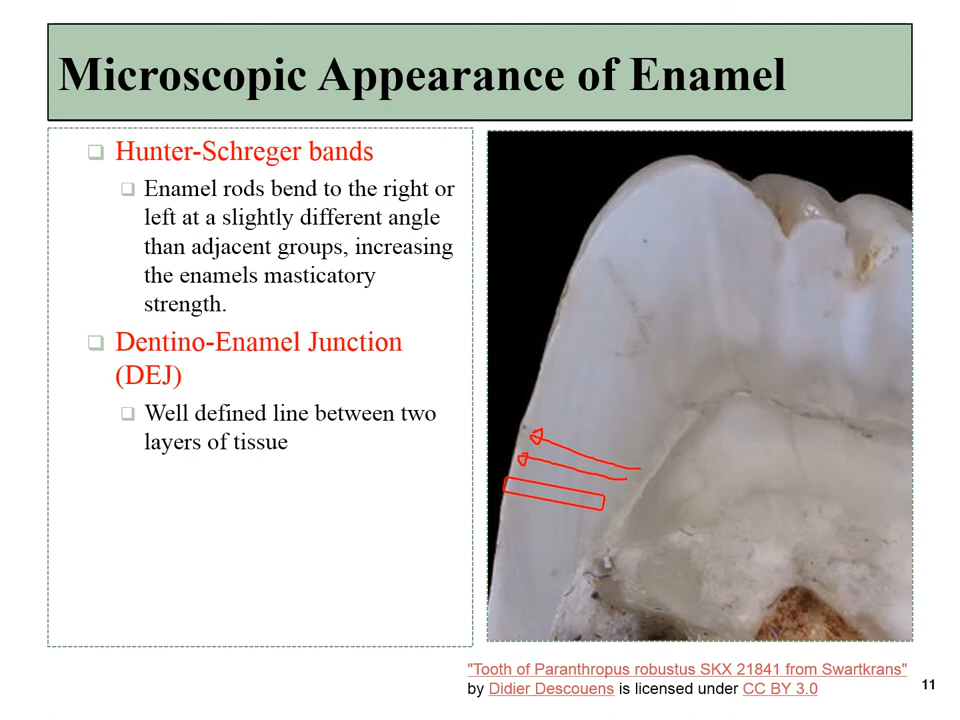 Microscopic Appearance of Enamel
Hunter-Schreger bands
Enamel rods bend to the right or
left at a slightly different angle
than adjacent groups, increasing
the enamels masticatory
strength.
Dentino-Enamel Junction
(DEJ)
Well defined line between two
layers of tissue
"Tooth of Paranthropus robustus SKX 21841 from Swartkrans"
by Didier Descouens is licensed under CC BY 3.0
11